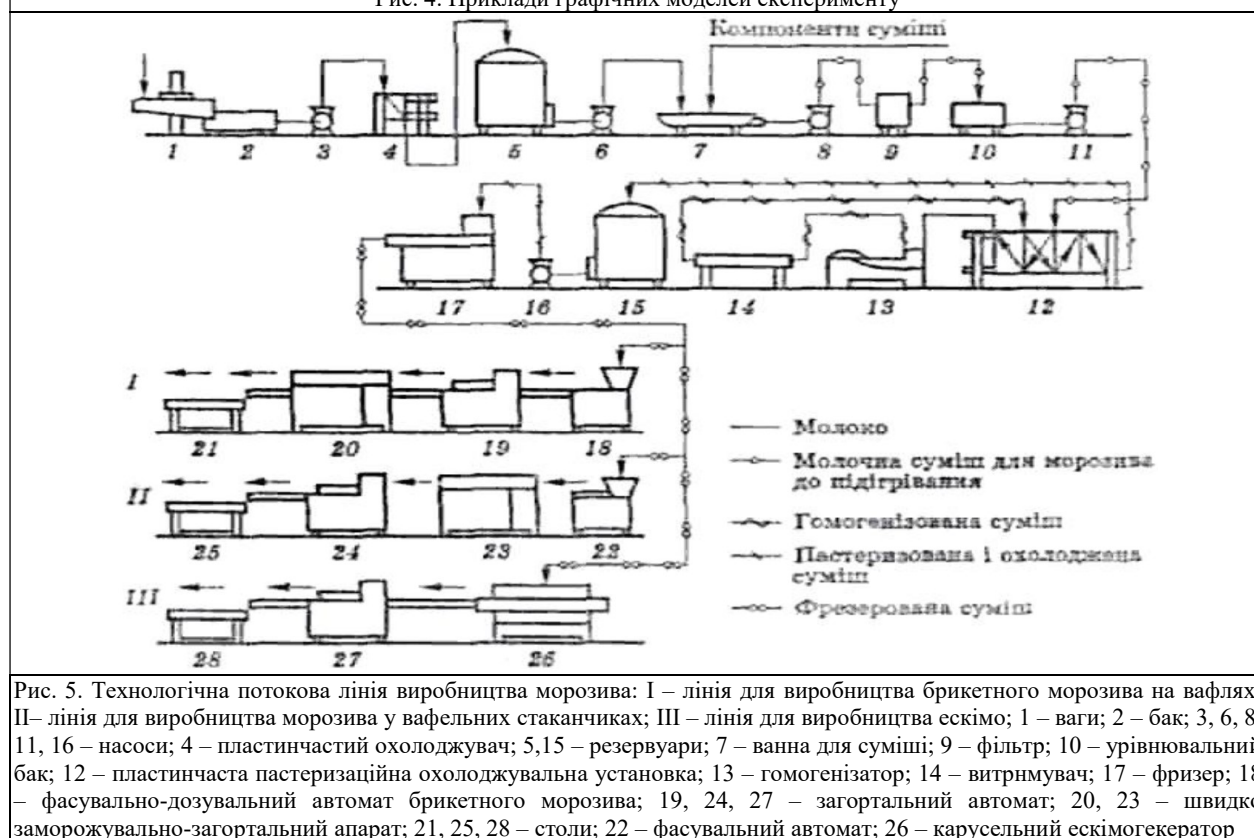 Рис. 4. Приклади графічних моделей експерименту
Компоненти суміші
1 2 3 4 5 6 7 8 9 10 11
17 16 15 14 13 12
I
21 20 19 18
II
25 24 23 22
III
28 27 26
Молоко
Молочна суміш для морозива
до підігрівання
Гомогенізована суміш
Пастеризована і охолоджена
суміш
Фрезерована суміш
Рис. 5. Технологічна потокова лінія виробництва морозива: І – лінія для виробництва брикетного морозива на вафлях
ІІ– лінія для виробництва морозива у вафельних стаканчиках; ІІІ – лінія для виробництва ескімо; 1 – ваги; 2 – бак; 3, 6, 8
11, 16 – насоси; 4 – пластинчастий охолоджувач; 5,15 – резервуари; 7 – ванна для суміші; 9 – фільтр; 10 – урівнювальний
бак; 12 – пластинчаста пастеризаційна охолоджувальна установка; 13 – гомогенізатор; 14 – витрнмувач; 17 – фризер; 18
– фасувально-дозувальний автомат брикетного морозива; 19, 24, 27 – загортальний автомат; 20, 23 – швидко
заморожувально-загортальний апарат; 21, 25, 28 – столи; 22 – фасувальний автомат; 26 – карусельний ескімогекератор